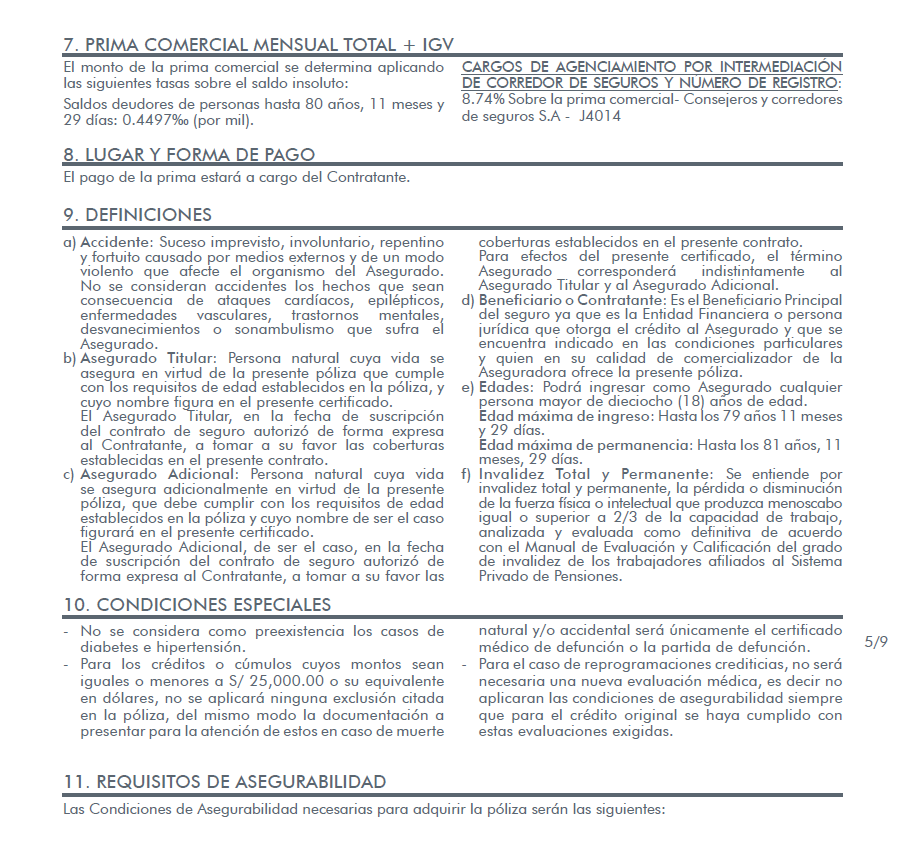 7. PRIMA COMERCIAL MENSUAL TOTAL + IGV
El monto de la prima comercial se determina aplicando
las siguientes tasas sobre el saldo insoluto:
Saldos deudores de personas hasta 80 años, 11 meses y
29 días: 0.4497‰ (por mil).
CARGOS DE AGENCIAMIENTO POR INTERMEDIACIÓN
DE CORREDOR DE SEGUROS Y NÚMERO DE REGISTRO:
8.74% Sobre la prima comercial- Consejeros y corredores
de seguros S.A - J4014
8. LUGAR Y FORMA DE PAGO
El pago de la prima estará a cargo del Contratante.
9. DEFINICIONES
a) Accidente: Suceso imprevisto, involuntario, repentino
y fortuito causado por medios externos y de un modo
violento que afecte el organismo del Asegurado.
No se consideran accidentes los hechos que sean
consecuencia de ataques cardíacos, epilépticos,
enfermedades vasculares, trastornos mentales,
desvanecimientos o sonambulismo que sufra el
Asegurado.
b) Asegurado Titular: Persona natural cuya vida se
asegura en virtud de la presente póliza que cumple
con los requisitos de edad establecidos en la póliza, y
cuyo nombre figura en el presente certificado.
El Asegurado Titular, en la fecha de suscripción
del contrato de seguro autorizó de forma expresa
al Contratante, a tomar a su favor las coberturas
establecidas en el presente contrato.
c) Asegurado Adicional: Persona natural cuya vida
se asegura adicionalmente en virtud de la presente
póliza, que debe cumplir con los requisitos de edad
establecidos en la póliza y cuyo nombre de ser el caso
figurará en el presente certificado.
El Asegurado Adicional, de ser el caso, en la fecha
de suscripción del contrato de seguro autorizó de
forma expresa al Contratante, a tomar a su favor las
coberturas establecidos en el presente contrato.
Para efectos del presente certificado, el término
Asegurado corresponderá indistintamente al
Asegurado Titular y al Asegurado Adicional.
d) Beneficiario o Contratante: Es el Beneficiario Principal
del seguro ya que es la Entidad Financiera o persona
jurídica que otorga el crédito al Asegurado y que se
encuentra indicado en las condiciones particulares
y quien en su calidad de comercializador de la
Aseguradora ofrece la presente póliza.
e) Edades: Podrá ingresar como Asegurado cualquier
persona mayor de dieciocho (18) años de edad.
Edad máxima de ingreso: Hasta los 79 años 11 meses
y 29 días.
Edad máxima de permanencia: Hasta los 81 años, 11
meses, 29 días.
f) Invalidez Total y Permanente: Se entiende por
invalidez total y permanente, la pérdida o disminución
de la fuerza física o intelectual que produzca menoscabo
igual o superior a 2/3 de la capacidad de trabajo,
analizada y evaluada como definitiva de acuerdo
con el Manual de Evaluación y Calificación del grado
de invalidez de los trabajadores afiliados al Sistema
Privado de Pensiones.
10. CONDICIONES ESPECIALES
- No se considera como preexistencia los casos de
diabetes e hipertensión.
- Para los créditos o cúmulos cuyos montos sean
iguales o menores a S/ 25,000.00 o su equivalente
en dólares, no se aplicará ninguna exclusión citada
en la póliza, del mismo modo la documentación a
presentar para la atención de estos en caso de muerte
natural y/o accidental será únicamente el certificado
médico de defunción o la partida de defunción.
- Para el caso de reprogramaciones crediticias, no será
necesaria una nueva evaluación médica, es decir no
aplicaran las condiciones de asegurabilidad siempre
que para el crédito original se haya cumplido con
estas evaluaciones exigidas.
5/9
11. REQUISITOS DE ASEGURABILIDAD
Las Condiciones de Asegurabilidad necesarias para adquirir la póliza serán las siguientes: